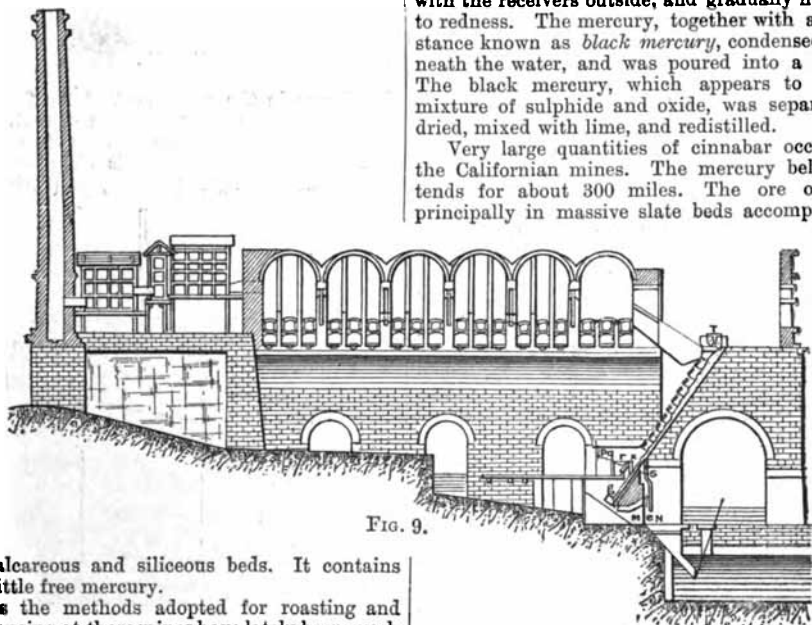 with the receivers outside, and gradually
to redness. The mercury, together with
stance known as black mercury, condense
neath the water, and was poured into a
The black mercury, which appears to
mixture of sulphide and oxide, was separ
dried, mixed with lime, and redistilled.
Very large quantities of cinnabar occ
the Californian mines. The mercury bel
tends for about 300 miles. The ore o
principally in massive slate beds accomp
T
G
M
N
FIG. 9.
alcareous and siliceous beds. It contains
ittle free mercury.
s the methods adopted for roasting and